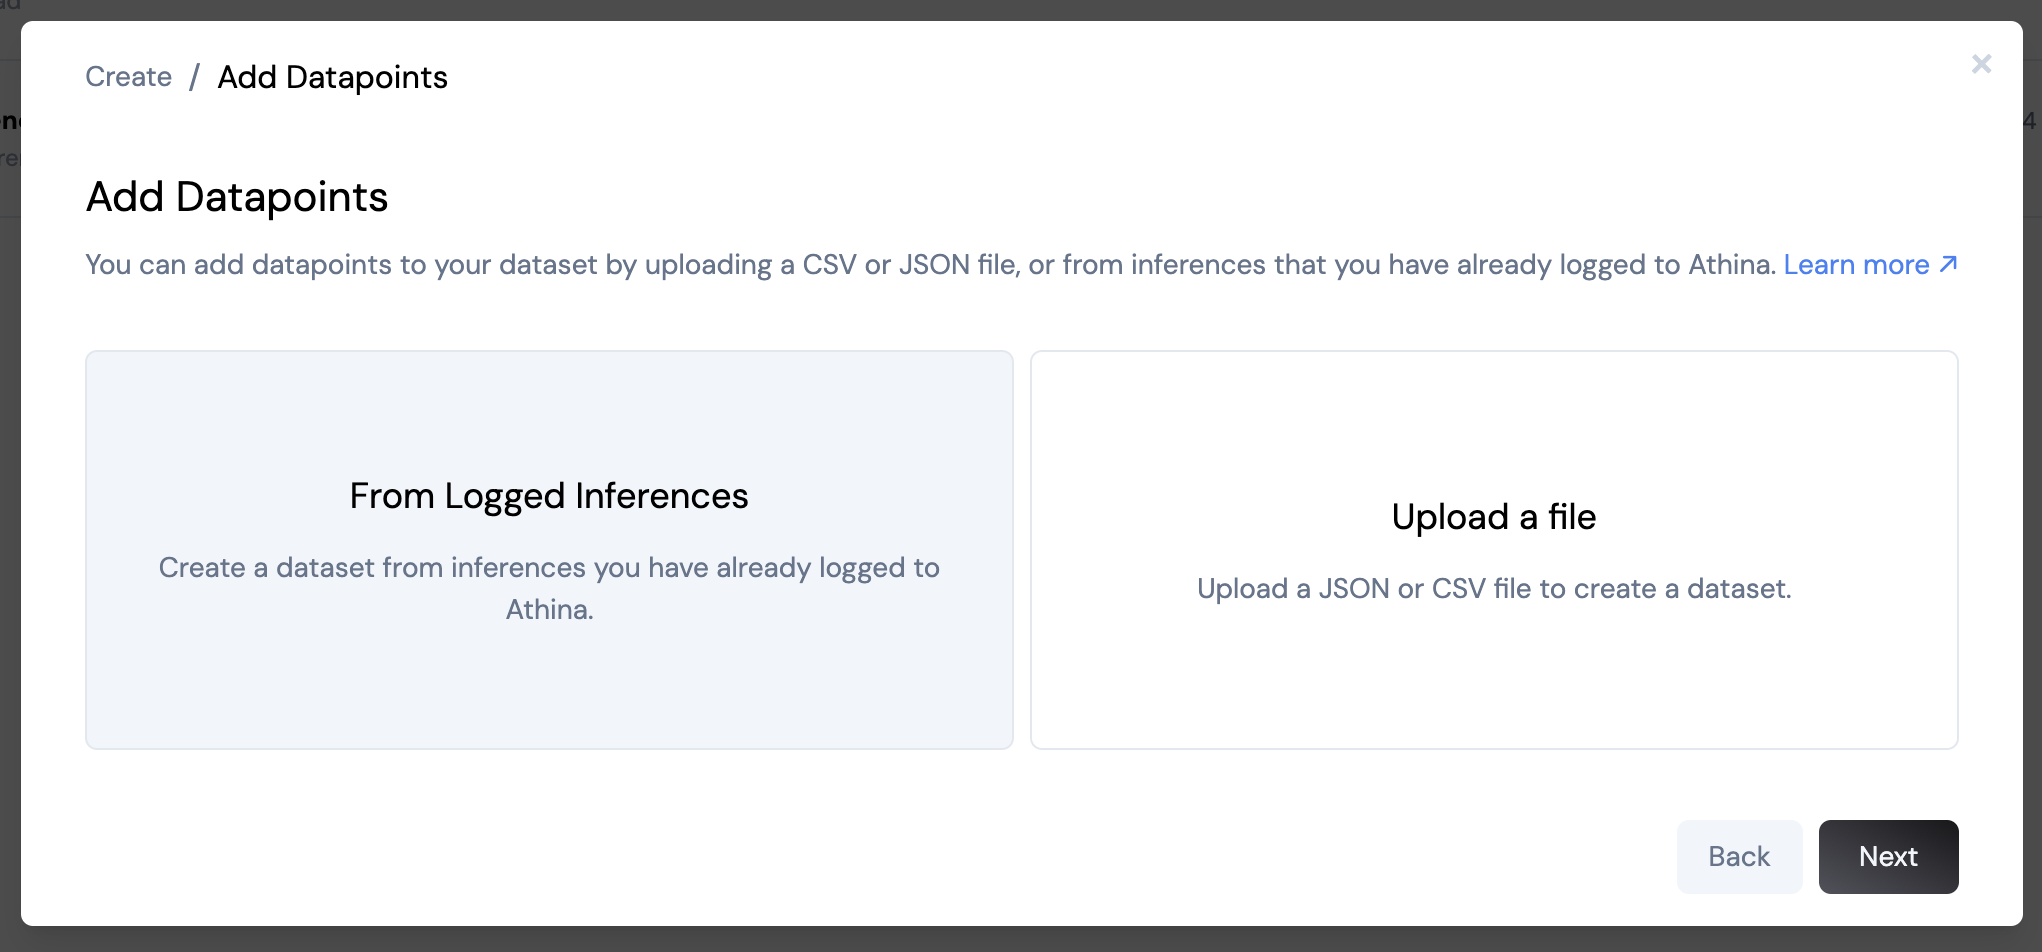 Create / Add Datapoints
Add Datapoints
You can add datapoints to your dataset by uploading a CSV or JSON file, or from inferences that you have already logged to Athina. Learn more ↗
From Logged Inferences
Create a dataset from inferences you have already logged to
Athina.
Upload a file
Upload a JSON or CSV file to create a dataset.
Back
Next